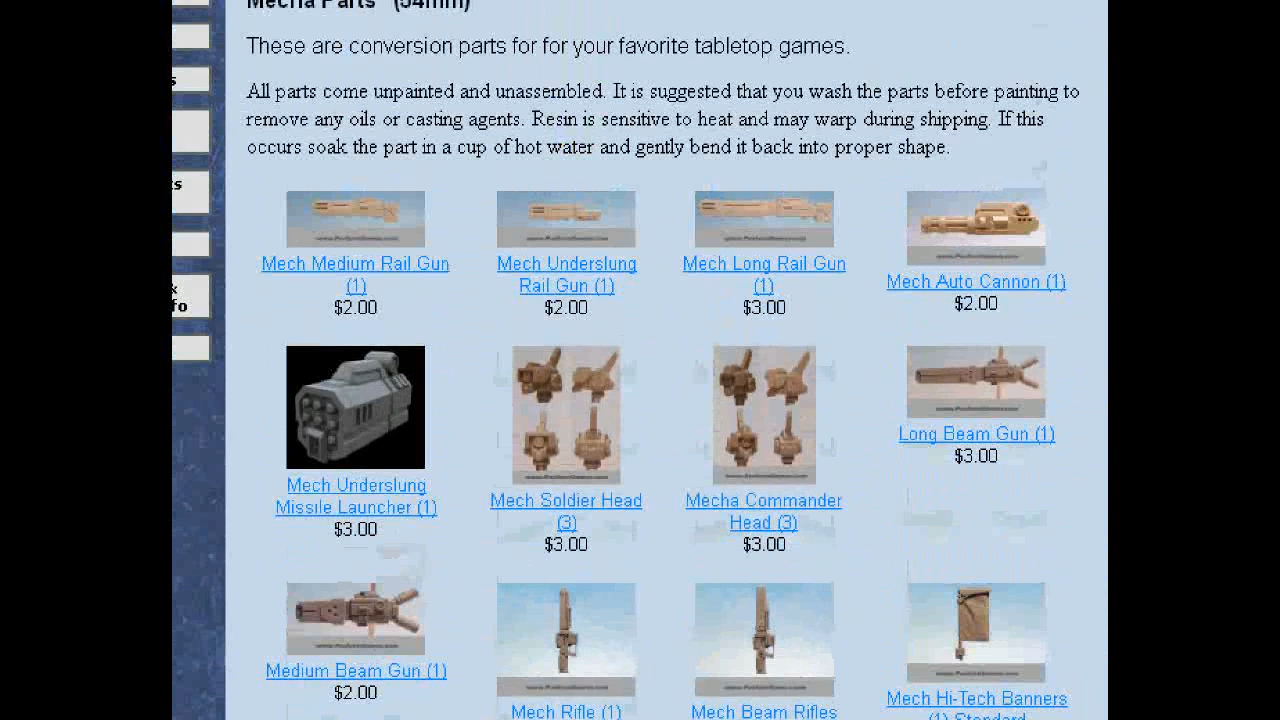 Mecha Parts (54mm)
These are conversion parts for for your favorite tabletop games.
All parts come unpainted and unassembled. It is suggested that you wash the parts before painting to
remove any oils or casting agents. Resin is sensitive to heat and may warp during shipping. If this
occurs soak the part in a cup of hot water and gently bend it back into proper shape.
s
ts
k
fo
Mech Medium Rail Gun
(1)
$2.00
Mech Underslung
Rail Gun (1)
$2.00
Mech Long Rail Gun
(1)
$3.00
Mech Auto Cannon (1)
$2.00
Mech Underslung
Missile Launcher (1)
$3.00
Mech Soldier Head
(3)
$3.00
Mecha Commander
Head (3)
$3.00
Long Beam Gun (1)
$3.00
Medium Beam Gun (1)
$2.00
Mech Rifle (1)
Mech Beam Rifles
Mech Hi-Tech Banners
(1) Standard